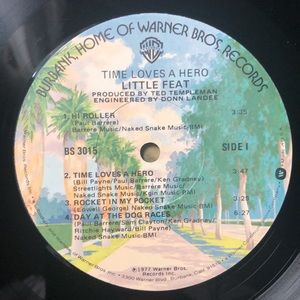 BURBANK, HOME OF WARNER BROS. RECORDS
TIME LOVES A HERO
LITTLE FEAT
PRODUCED BY TED TEMPLEMAN
ENGINEERED BY DONN LANDEE
1. HI ROLLER 3:35
(Paul Barrere)
Barrere Music/Naked Snake Music/BMI
BS 3015 SIDE 1
2. TIME LOVES A HERO 3:47
(Bill Payne/Paul Barrere/Ken Gradney)
Streetlights Music/Barrere Music/
Naked Snake Music/ Music/BMI
3. ROCKET IN MY POCKET
(Lowell George) Naked Snake Music/BMI
4. DAY AT THE DOG RACES 6:27
(Paul Barrere/Sam Clayton/Ken Gradney/
Ritchie Hayward/Bill Payne)
Naked Snake Music-BMI
℗1977 Warner Bros.
Records Inc.